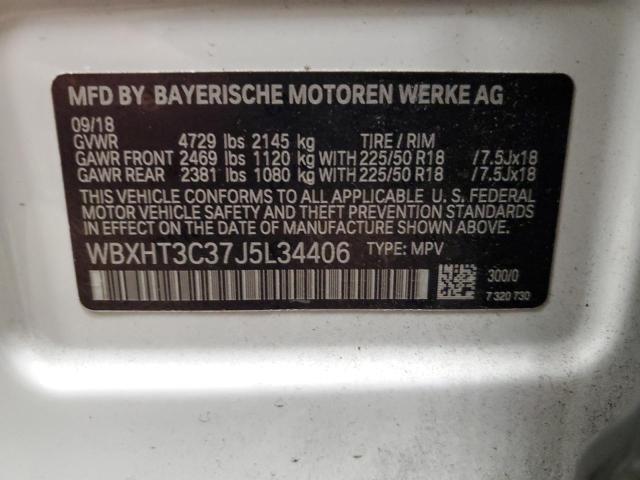 MFD BY BAYERISCHE MOTOREN WERKE AG
09/18
GVWR 4729 lbs 2145 kg TIRE / RIM
GAWR FRONT 2469 lbs 1120 kg WITH 225/50 R18 /7.5Jx18
GAWR REAR 2381 lbs 1080 kg WITH 225/50 R18 /7.5Jx18
THIS VEHICLE CONFORMS TO ALL APPLICABLE U. S. FEDERAL
MOTOR VEHICLE SAFETY AND THEFT PREVENTION STANDARDS
IN EFFECT ON THE DATE OF MANUFACTURE SHOWN ABOVE.
WBXHT3C37J5L34406 TYPE: MPV
300/0
7 320 730